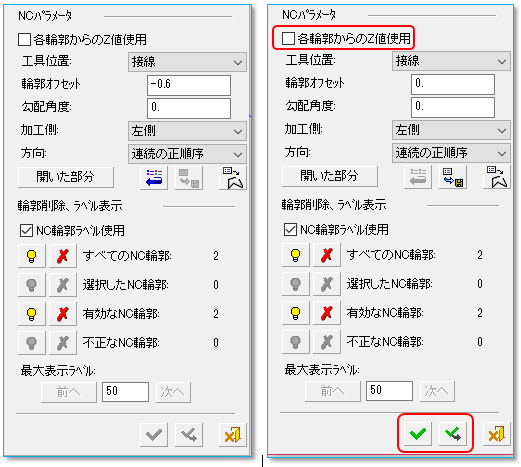 NCパラメータ
各輪郭からのZ値使用
工具位置: 接線
輪郭オフセット -0.6
勾配角度: 0.
加工側: 左側
方向: 連続の正順序
開いた部分
輪郭削除、ラベル表示
NC輪郭ラベル使用
すべてのNC輪郭: 2
選択したNC輪郭: 0
有効なNC輪郭: 2
不正なNC輪郭: 0
最大表示ラベル:
前へ 50 次へ
NCパラメータ
各輪郭からのZ値使用
工具位置: 接線
輪郭オフセット 0.
勾配角度: 0.
加工側: 左側
方向: 連続の正順序
開いた部分
輪郭削除、ラベル表示
NC輪郭ラベル使用
すべてのNC輪郭: 2
選択したNC輪郭: 0
有効なNC輪郭: 2
不正なNC輪郭: 0
最大表示ラベル:
前へ 50 次へ